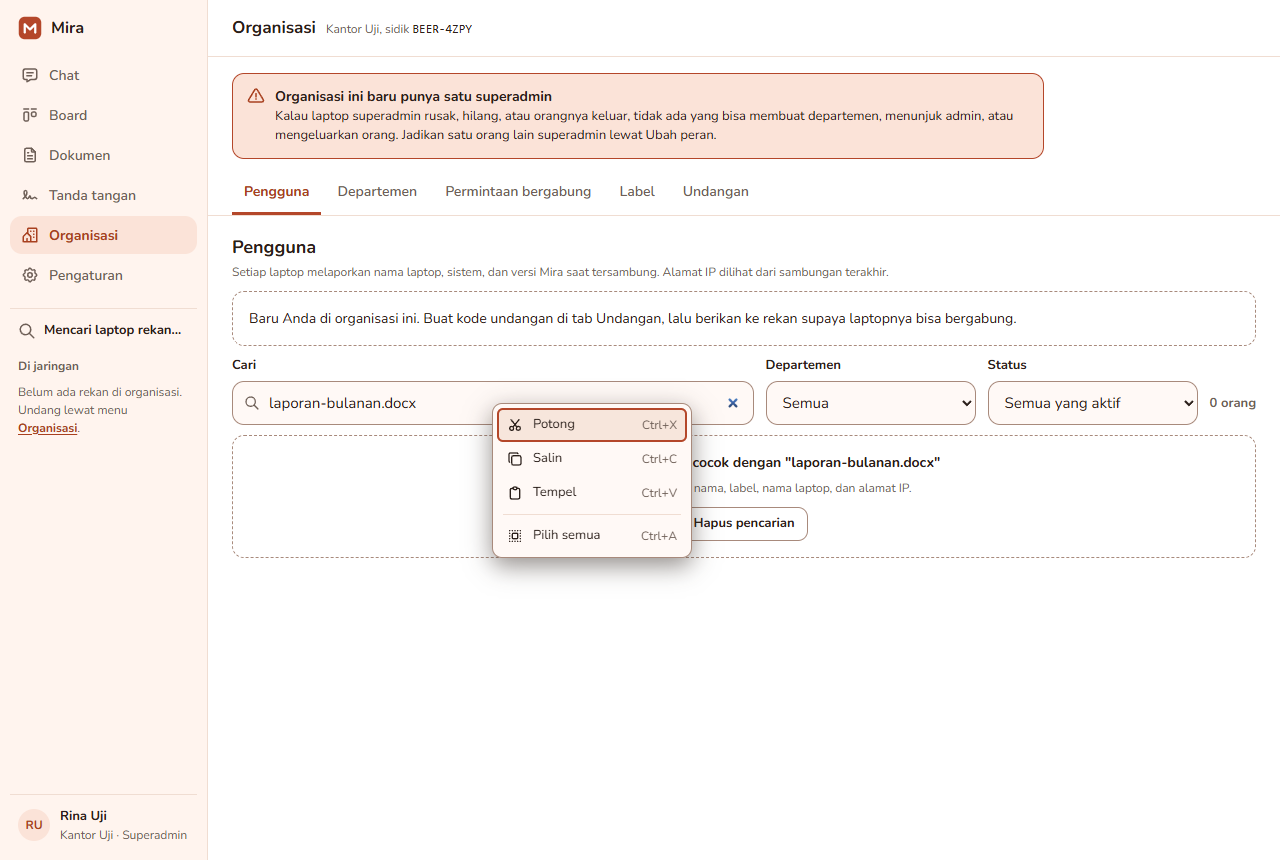 Mira
Chat
Board
Dokumen
Tanda tangan
Organisasi
Pengaturan
Mencari laptop rekan...
Di jaringan
Belum ada rekan di organisasi.
Undang lewat menu
Organisasi.
RU
Rina Uji
Kantor Uji · Superadmin
Organisasi Kantor Uji, sidik BEER-4ZPY
Organisasi ini baru punya satu superadmin
Kalau laptop superadmin rusak, hilang, atau orangnya keluar, tidak ada yang bisa membuat departemen, menunjuk admin, atau
mengeluarkan orang. Jadikan satu orang lain superadmin lewat Ubah peran.
Pengguna Departemen Permintaan bergabung Label Undangan
Pengguna
Setiap laptop melaporkan nama laptop, sistem, dan versi Mira saat tersambung. Alamat IP dilihat dari sambungan terakhir.
Baru Anda di organisasi ini. Buat kode undangan di tab Undangan, lalu berikan ke rekan supaya laptopnya bisa bergabung.
Cari Departemen Status
laporan-bulanan.docx Semua Semua yang aktif 0 orang
Potong Ctrl+X
Salin Ctrl+C
Tempel Ctrl+V
Pilih semua Ctrl+A
cocok dengan "laporan-bulanan.docx"
nama, label, nama laptop, dan alamat IP.
Hapus pencarian